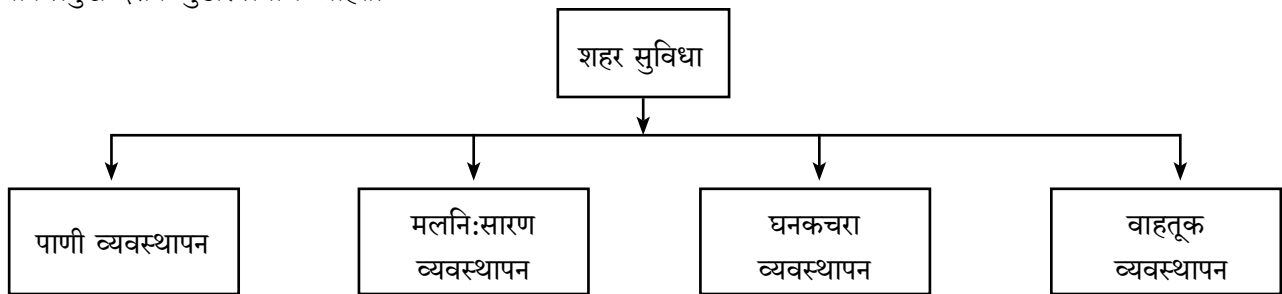 शहर सुविधा
पाणी व्यवस्थापन
मलनि:सारण
व्यवस्थापन
घनकचरा
व्यवस्थापन
वाहतूक
व्यवस्थापन